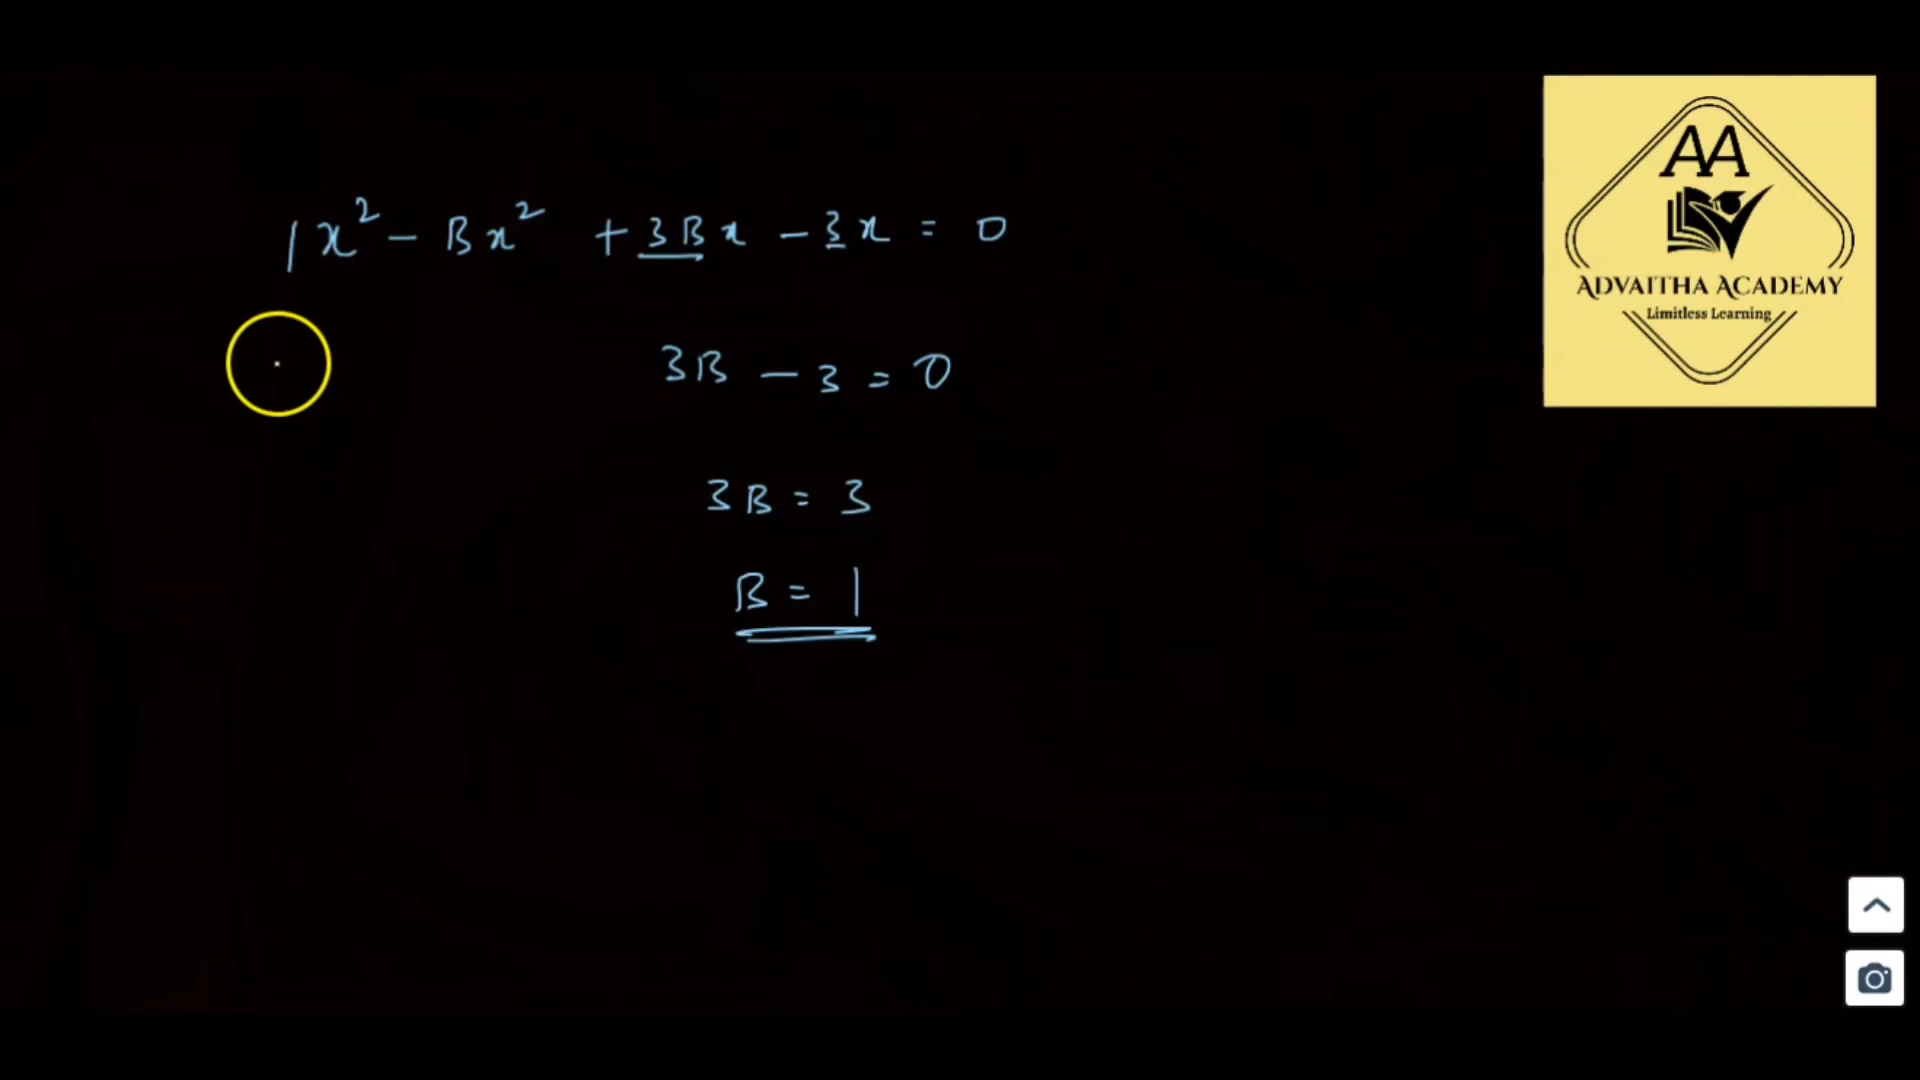 1x² - Bx² + 3Bx - 3x = 0
3B - 3 = 0
3B = 3
B = 1
AA
ADVAITHA ACADEMY
Limitless Learning